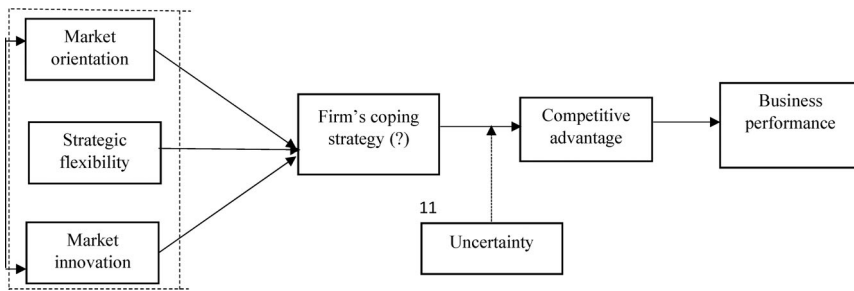 Market
orientation
Strategic
flexibility
Market
innovation
Firm's coping
strategy (?)
11
Uncertainty
Competitive
advantage
Business
performance